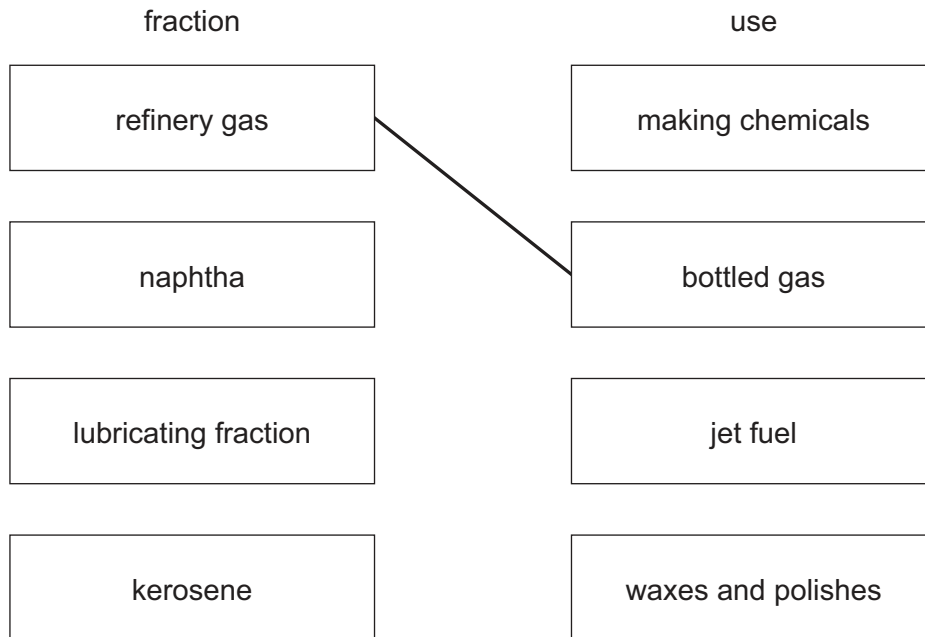 fraction
use
refinery gas
making chemicals
naphtha
bottled gas
lubricating fraction
jet fuel
kerosene
waxes and polishes